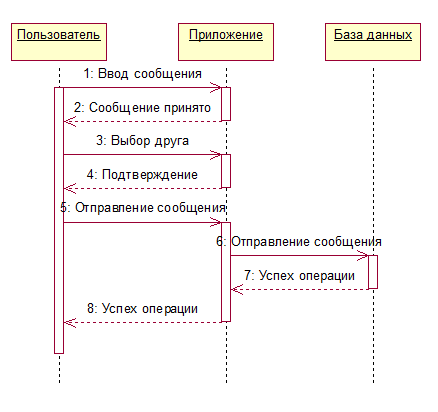 Пользователь
Приложение
База данных
1: Ввод сообщения
2: Сообщение принято
3: Выбор друга
4: Подтверждение
5: Отправление сообщения
6: Отправление сообщения
7: Успех операции
8: Успех операции